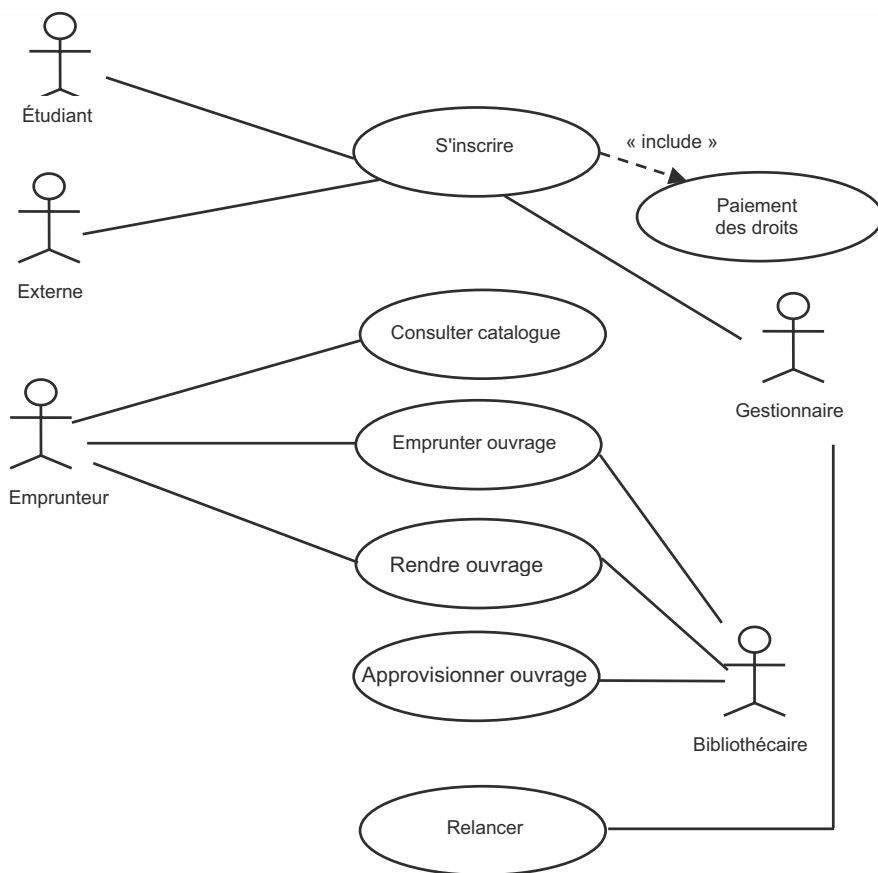 Étudiant
S'inscrire
« include »
Paiement
des droits
Externe
Consulter catalogue
Gestionnaire
Emprunter ouvrage
Emprunteur
Rendre ouvrage
Approvisionner ouvrage
Bibliothécaire
Relancer